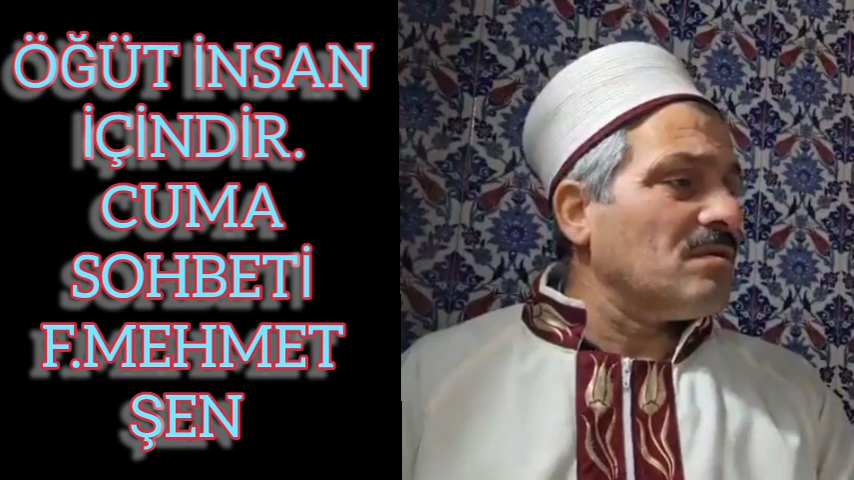 ÖĞÜT İNSAN
İÇİNDİR.
CUMA
SOHBETİ
F.MEHMET
ŞEN